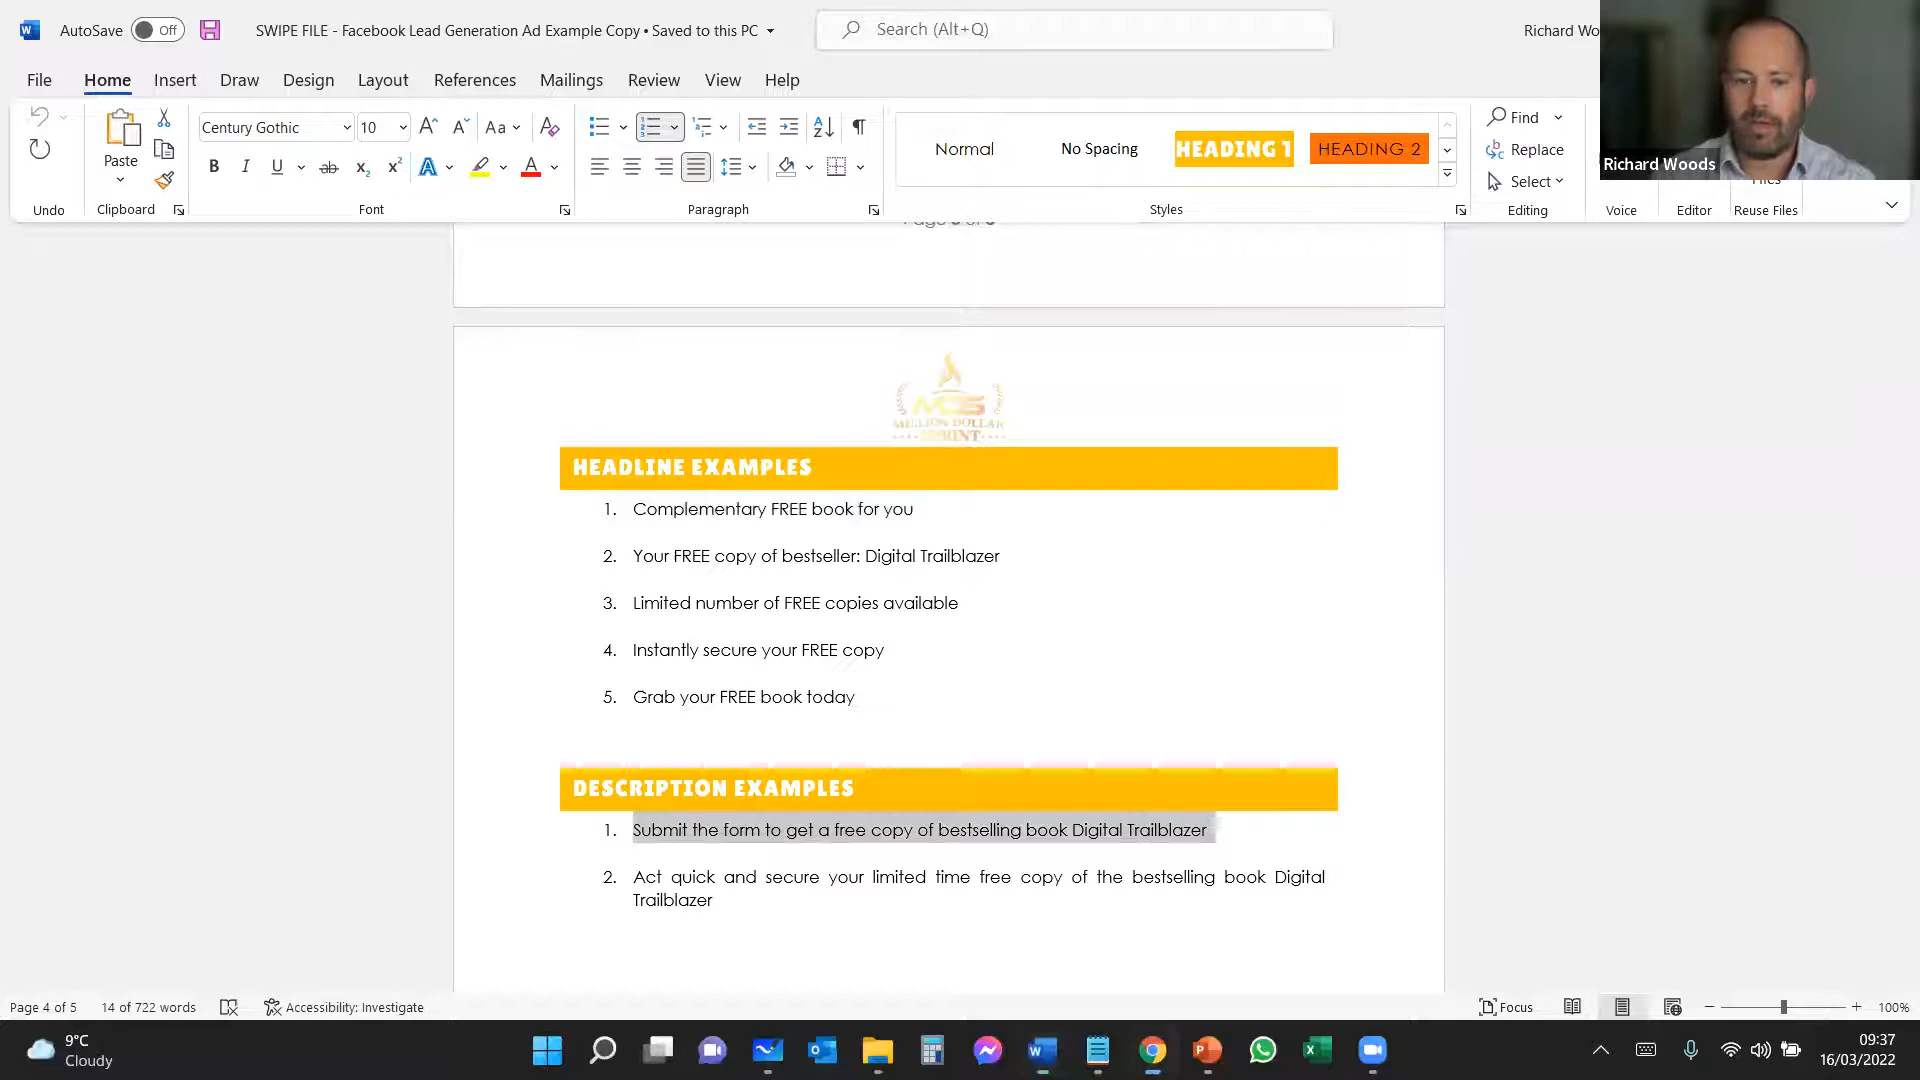 AutoSave Off SWIPE FILE - Facebook Lead Generation Ad Example Copy • Saved to this PC Search (Alt+Q) Richard Wo
File Home Insert Draw Design Layout References Mailings Review View Help
Century Gothic 10 Aa
Paste
Normal No Spacing HEADING 1 HEADING 2
Find
Replace
Select
Richard Woods
Files
Undo Clipboard Font Paragraph Styles Editing Voice Editor Reuse Files
MDS
MILLION DOLLAR
SPRINT
HEADLINE EXAMPLES
1. Complementary FREE book for you
2. Your FREE copy of bestseller: Digital Trailblazer
3. Limited number of FREE copies available
4. Instantly secure your FREE copy
5. Grab your FREE book today
DESCRIPTION EXAMPLES
1. Submit the form to get a free copy of bestselling book Digital Trailblazer
2. Act quick and secure your limited time free copy of the bestselling book Digital
Trailblazer
Page 4 of 5 14 of 722 words Accessibility: Investigate Focus 100%
9°C
Cloudy
09:37
16/03/2022